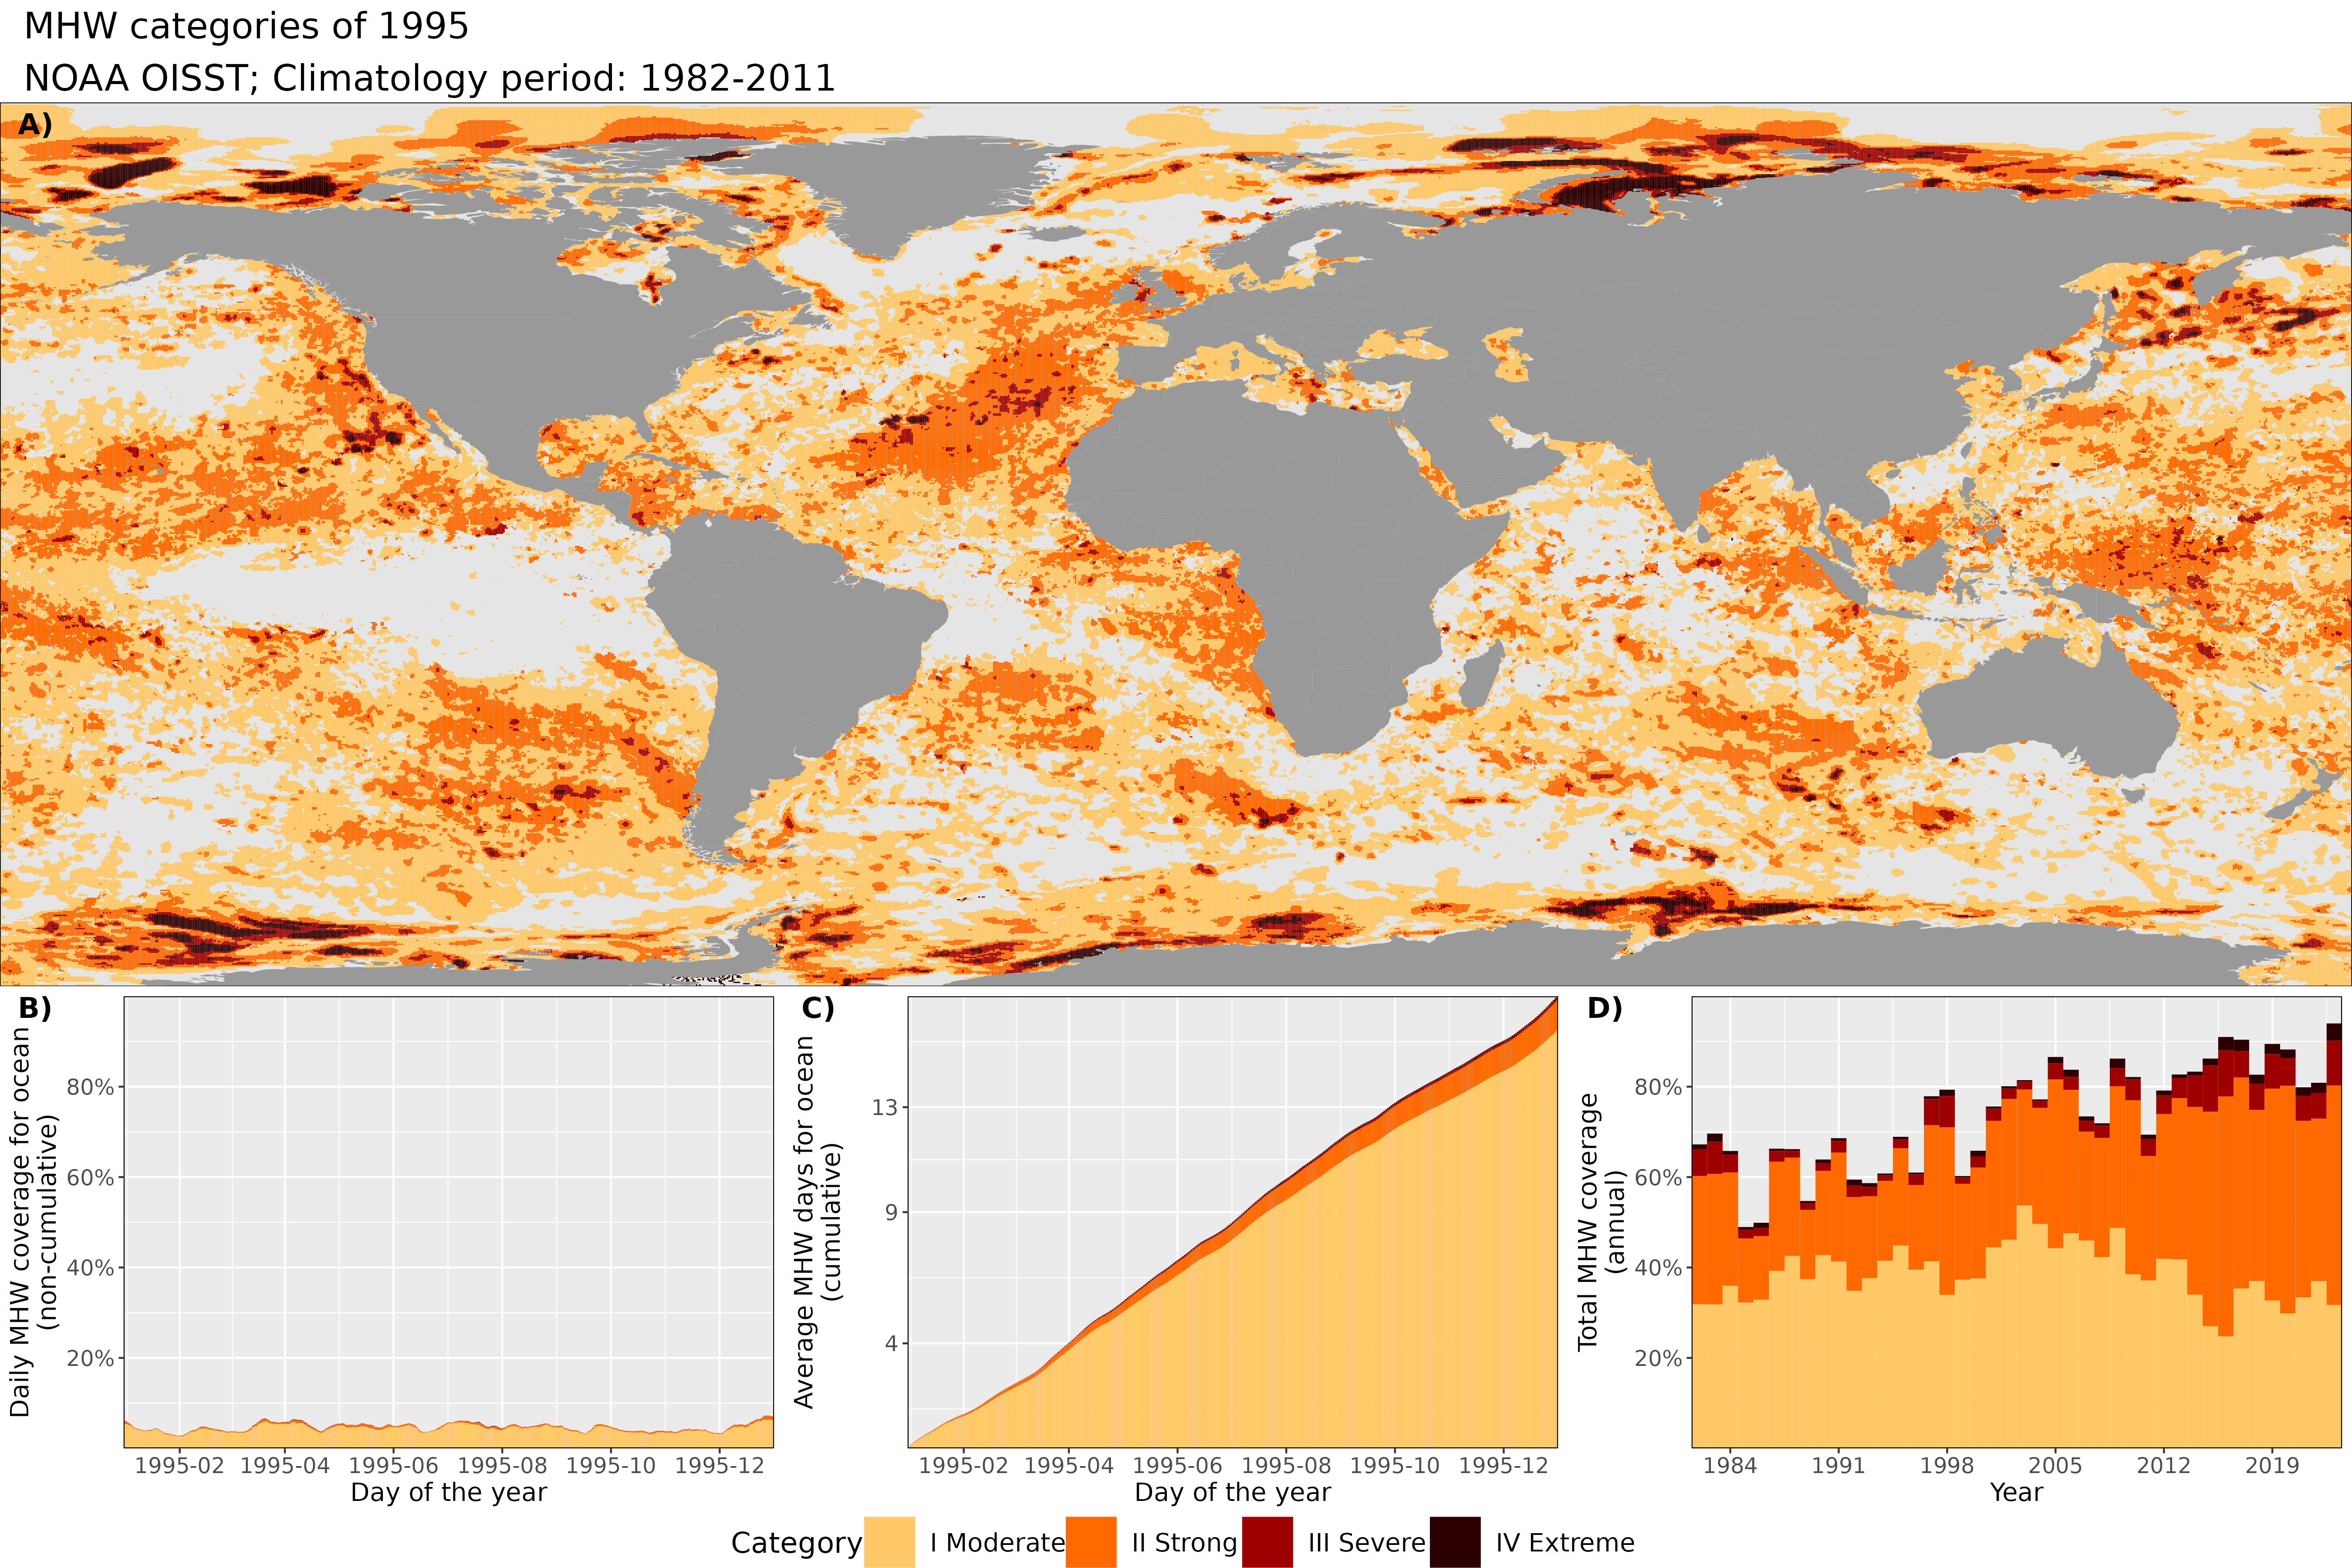 MHW categories of 1995
NOAA OISST; Climatology period: 1982-2011
A)
B)
Daily MHW coverage for ocean
(non-cumulative)
80%
60%
40%
20%
1995-02 1995-04 1995-06 1995-08 1995-10 1995-12
Day of the year
C)
Average MHW days for ocean
(cumulative)
13
9
4
1995-02 1995-04 1995-06 1995-08 1995-10 1995-12
Day of the year
D)
Total MHW coverage
(annual)
80%
60%
40%
20%
1984 1991 1998 2005 2012 2019
Year
Category I Moderate II Strong III Severe IV Extreme